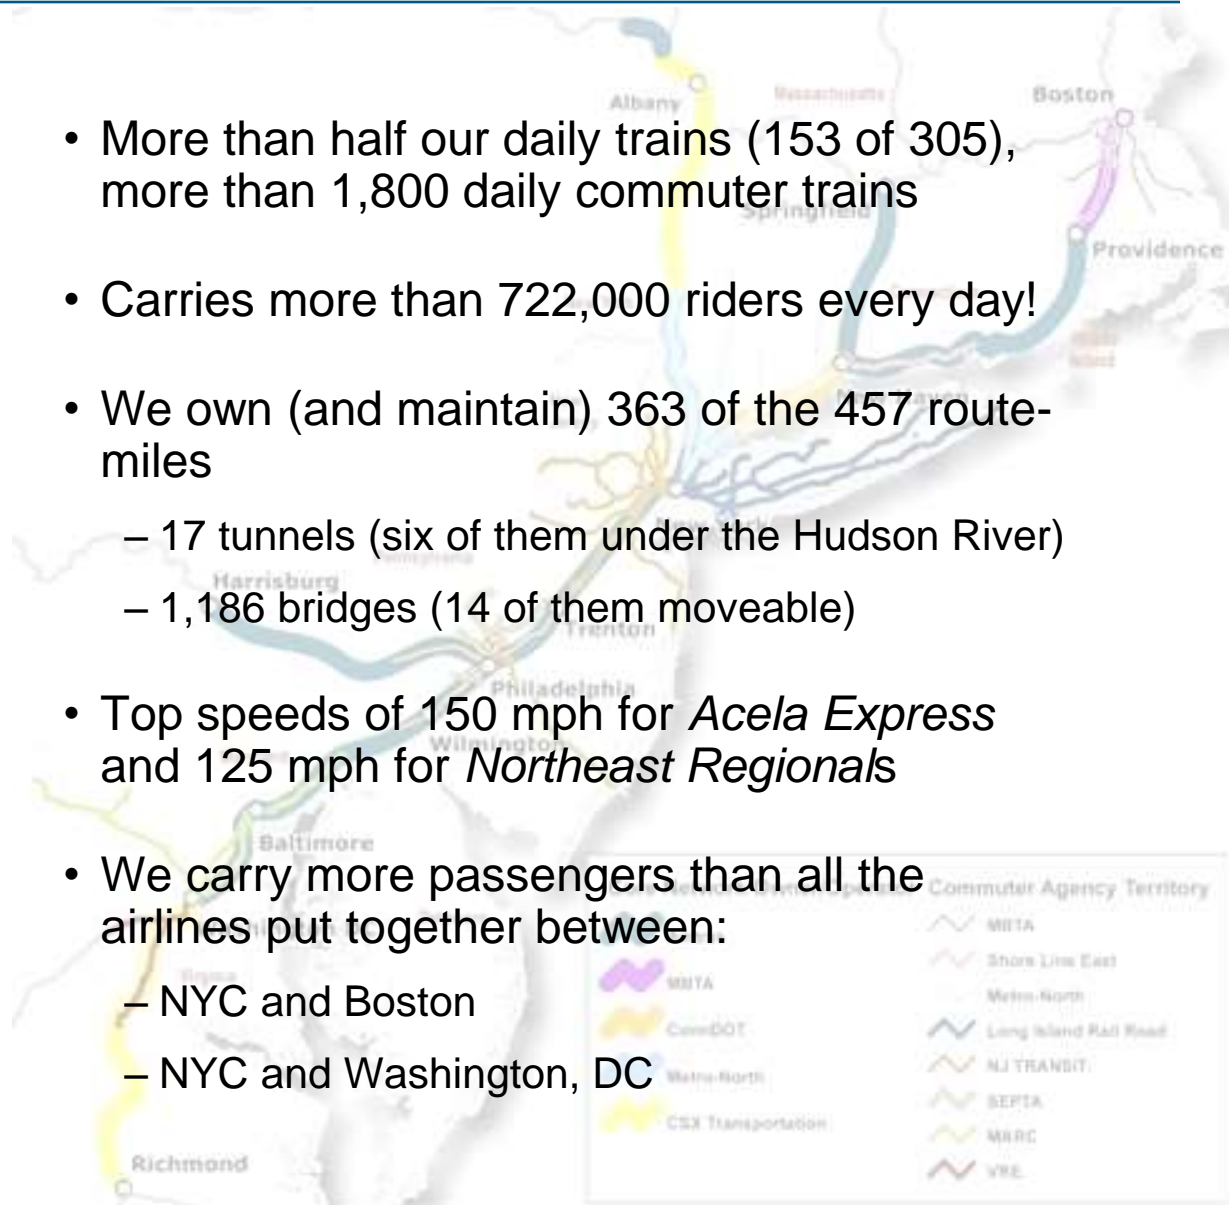 Albany
Massachusetts
Boston
• More than half our daily trains (153 of 305),
more than 1,800 daily commuter trains
Springfield
Providence
• Carries more than 722,000 riders every day!
• We own (and maintain) 363 of the 457 route-
miles
– 17 tunnels (six of them under the Hudson River)
Harrisburg
– 1,186 bridges (14 of them moveable)
Trenton
Philadelphia
• Top speeds of 150 mph for Acela Express
Wilmington
and 125 mph for Northeast Regionals
Baltimore
• We carry more passengers than all the
Commuter Agency Territory
airlines put together between:
MBTA
Shore Line East
MBTA
– NYC and Boston
Metro-North
ConnDOT
Long Island Rail Road
– NYC and Washington, DC
Metro-North
NJ TRANSIT
SEPTA
CSX Transportation
MARC
Richmond
VRE